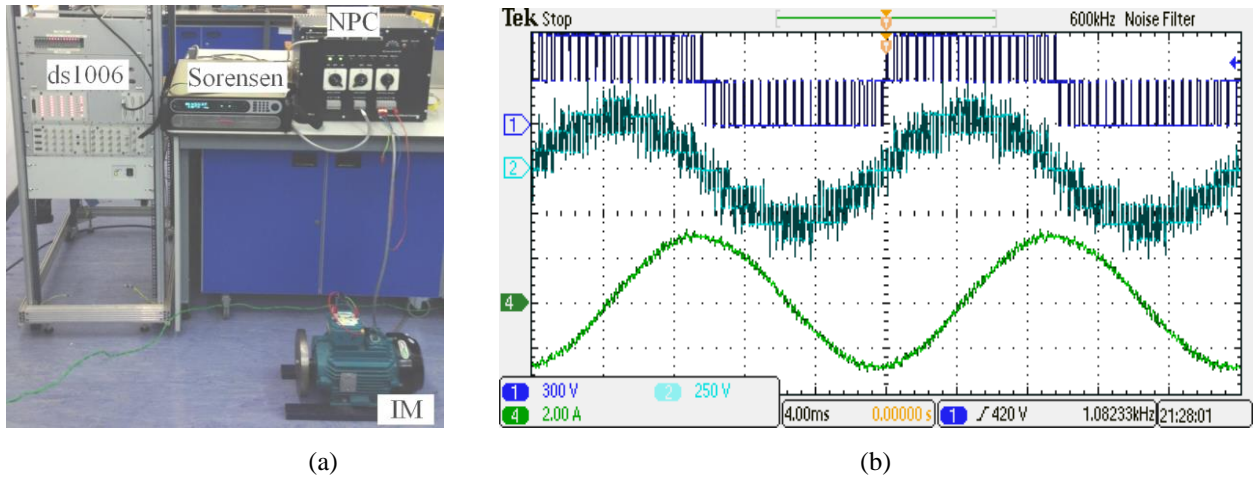 NPC
ds1006
Sorensen
IM
(a)
Tek Stop
600kHz Noise Filter
1
2
4
1 300 V 2 250 V
4 2.00 A
4.00ms 0.00000 s 1 420 V 1.08233kHz 21:28:01
(b)